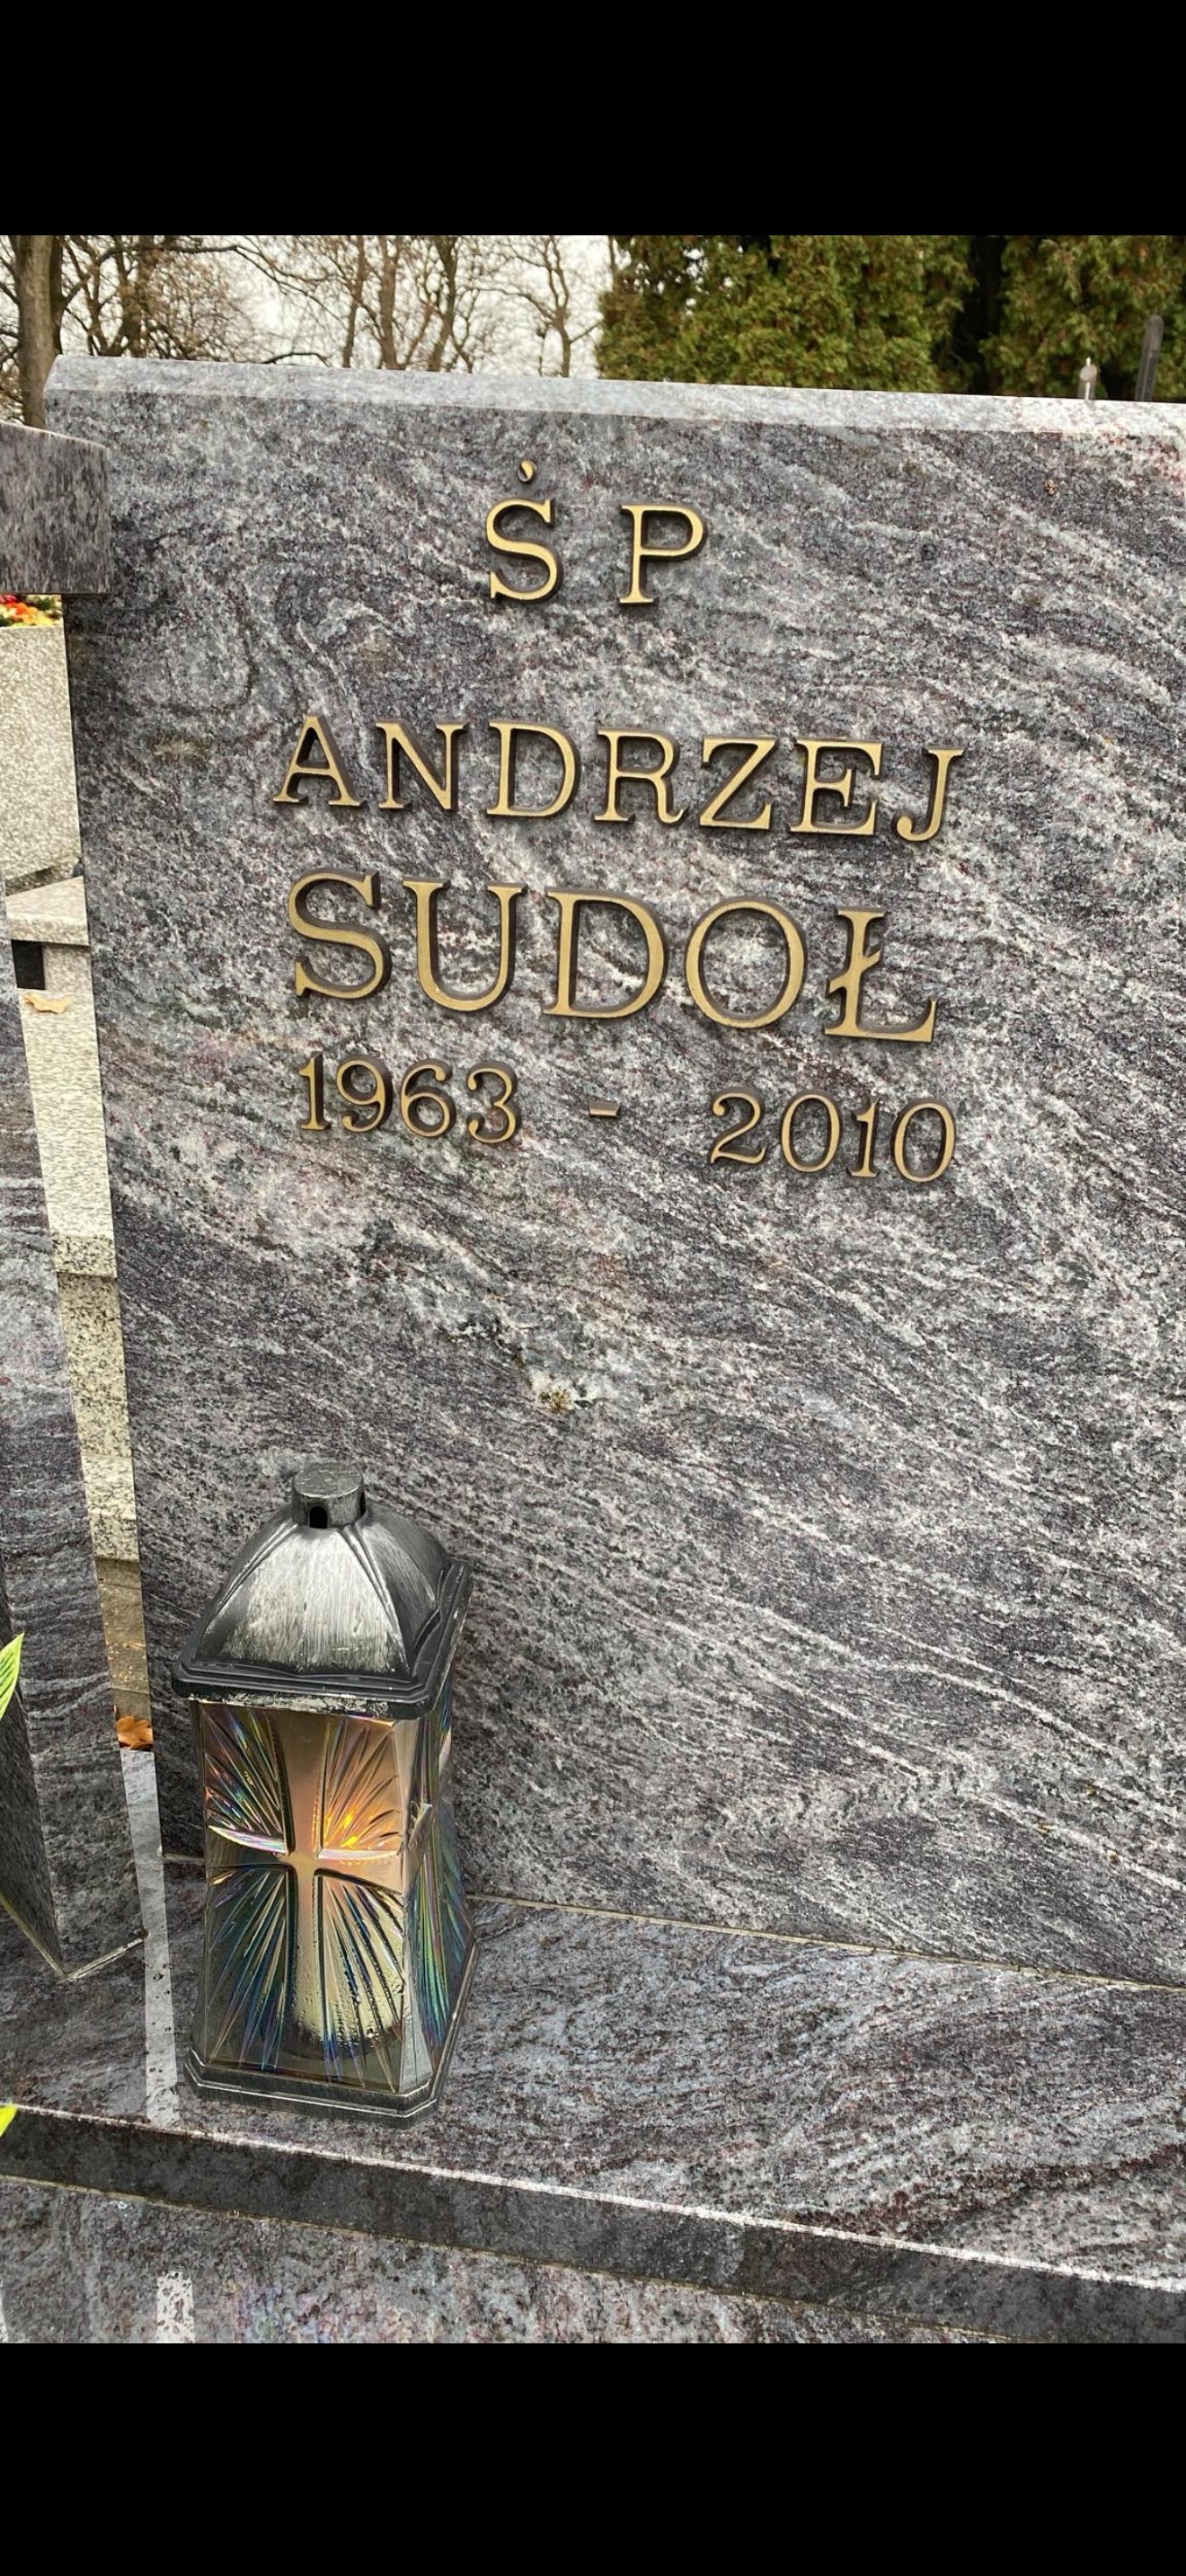 Ś P
ANDRZEJ
SUDOŁ
1963 - 2010